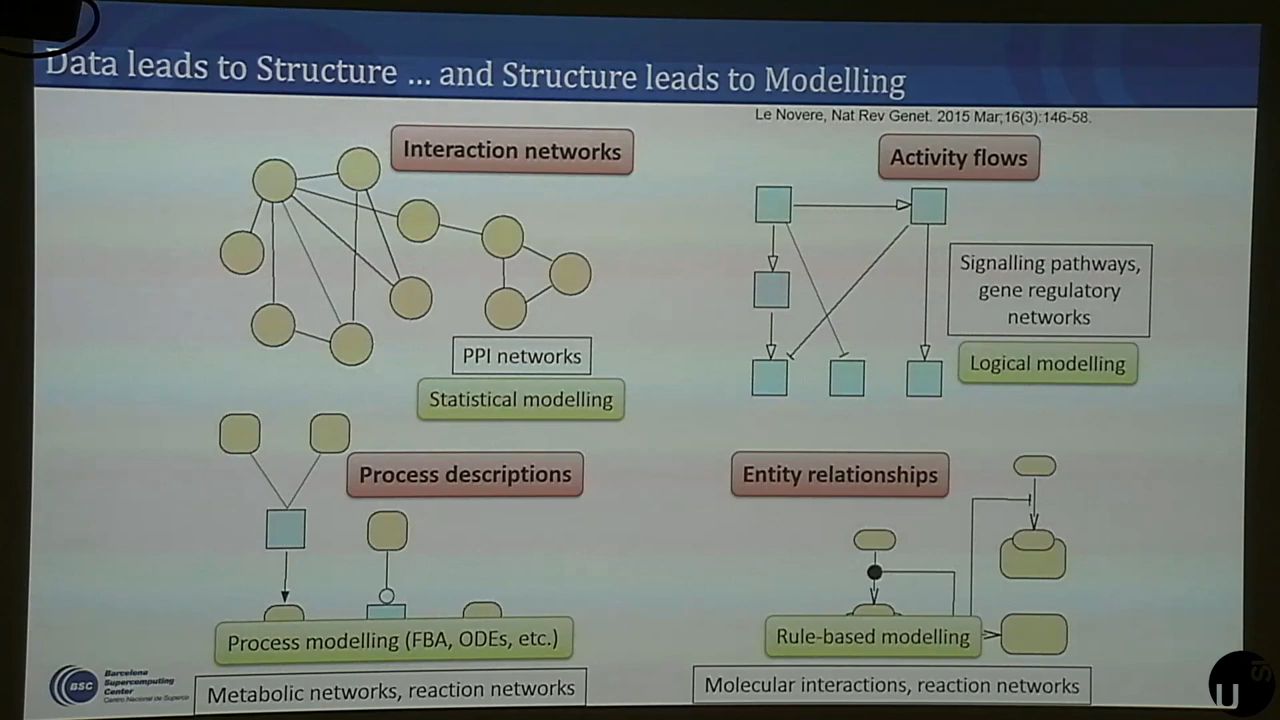 Data leads to Structure ... and Structure leads to Modelling
Le Novere, Nat Rev Genet. 2015 Mar;16(3):146-58.
Interaction networks
Activity flows
Signalling pathways,
gene regulatory
networks
PPI networks
Logical modelling
Statistical modelling
Process descriptions
Entity relationships
Process modelling (FBA, ODEs, etc.)
Rule-based modelling
BSC
Barcelona
Supercomputing
Center
Centro Nacional de Superco
Metabolic networks, reaction networks
Molecular interactions, reaction networks
U